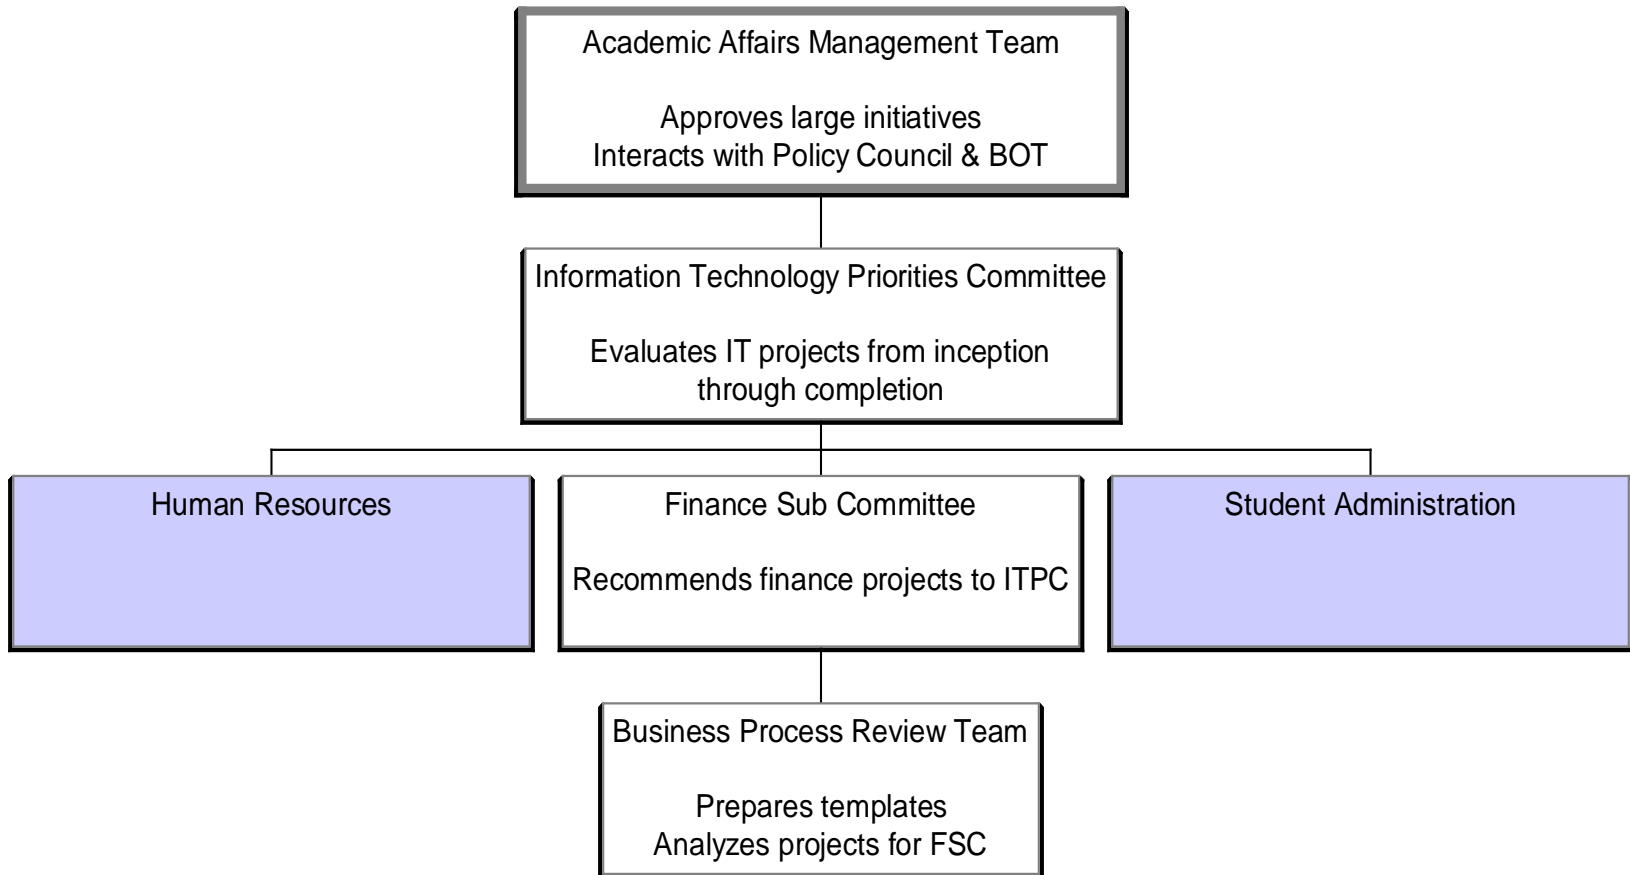 Academic Affairs Management Team
Approves large initiatives
Interacts with Policy Council & BOT
Information Technology Priorities Committee
Evaluates IT projects from inception
through completion
Human Resources
Finance Sub Committee
Recommends finance projects to ITPC
Student Administration
Business Process Review Team
Prepares templates
Analyzes projects for FSC